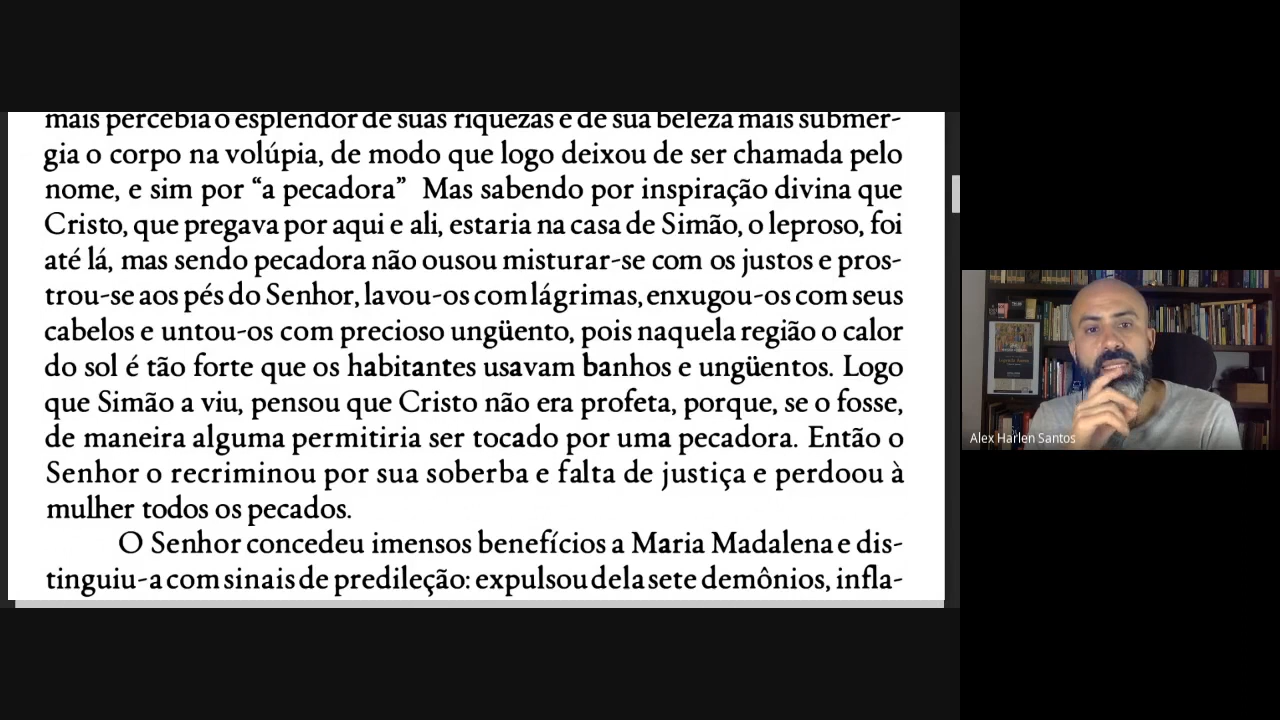 mais percebia o esplendor de suas riquezas e de sua beleza mais submer-
gia o corpo na volúpia, de modo que logo deixou de ser chamada pelo
nome, e sim por “a pecadora” Mas sabendo por inspiração divina que
Cristo, que pregava por aqui e ali, estaria na casa de Simão, o leproso, foi
até lá, mas sendo pecadora não ousou misturar-se com os justos e pros-
trou-se aos pés do Senhor, lavou-os com lágrimas, enxugou-os com seus
cabelos e untou-os com precioso ungüento, pois naquela região o calor
do sol é tão forte que os habitantes usavam banhos e ungüentos. Logo
que Simão a viu, pensou que Cristo não era profeta, porque, se o fosse,
de maneira alguma permitiria ser tocado por uma pecadora. Então o
Senhor o recriminou por sua soberba e falta de justiça e perdoou à
mulher todos os pecados.
O Senhor concedeu imensos benefícios a Maria Madalena e dis-
tinguiu-a com sinais de predileção: expulsou dela sete demônios, infla-
Alex Harlen Santos